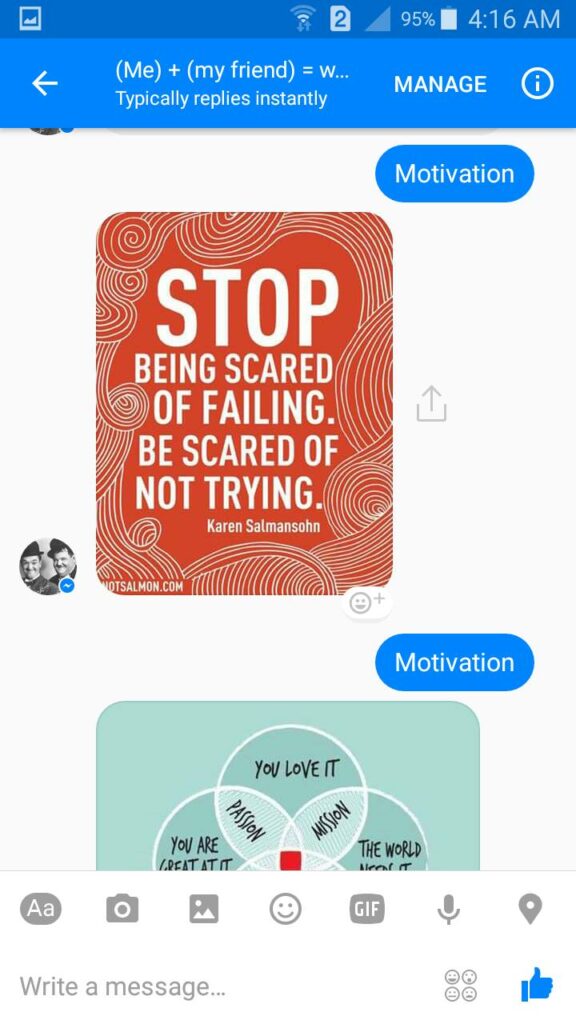 2 95% 4:16 AM
(Me) + (my friend) = w...
Typically replies instantly
MANAGE
Motivation
STOP
BEING SCARED
OF FAILING.
BE SCARED OF
NOT TRYING.
Karen Salmansohn
NOTSALMON.COM
Motivation
YOU LOVE IT
PASSION
MISSION
YOU ARE
GREAT AT IT
THE WORLD
NEEDS IT
Aa
GIF
Write a message...